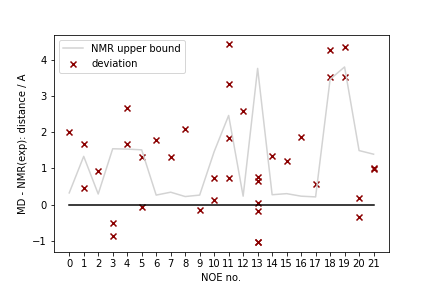 NMR upper bound
deviation
MD - NMR(exp): distance / A
4
3
2
1
0
−1
0 1 2 3 4 5 6 7 8 9 10 11 12 13 14 15 16 17 18 19 20 21
NOE no.